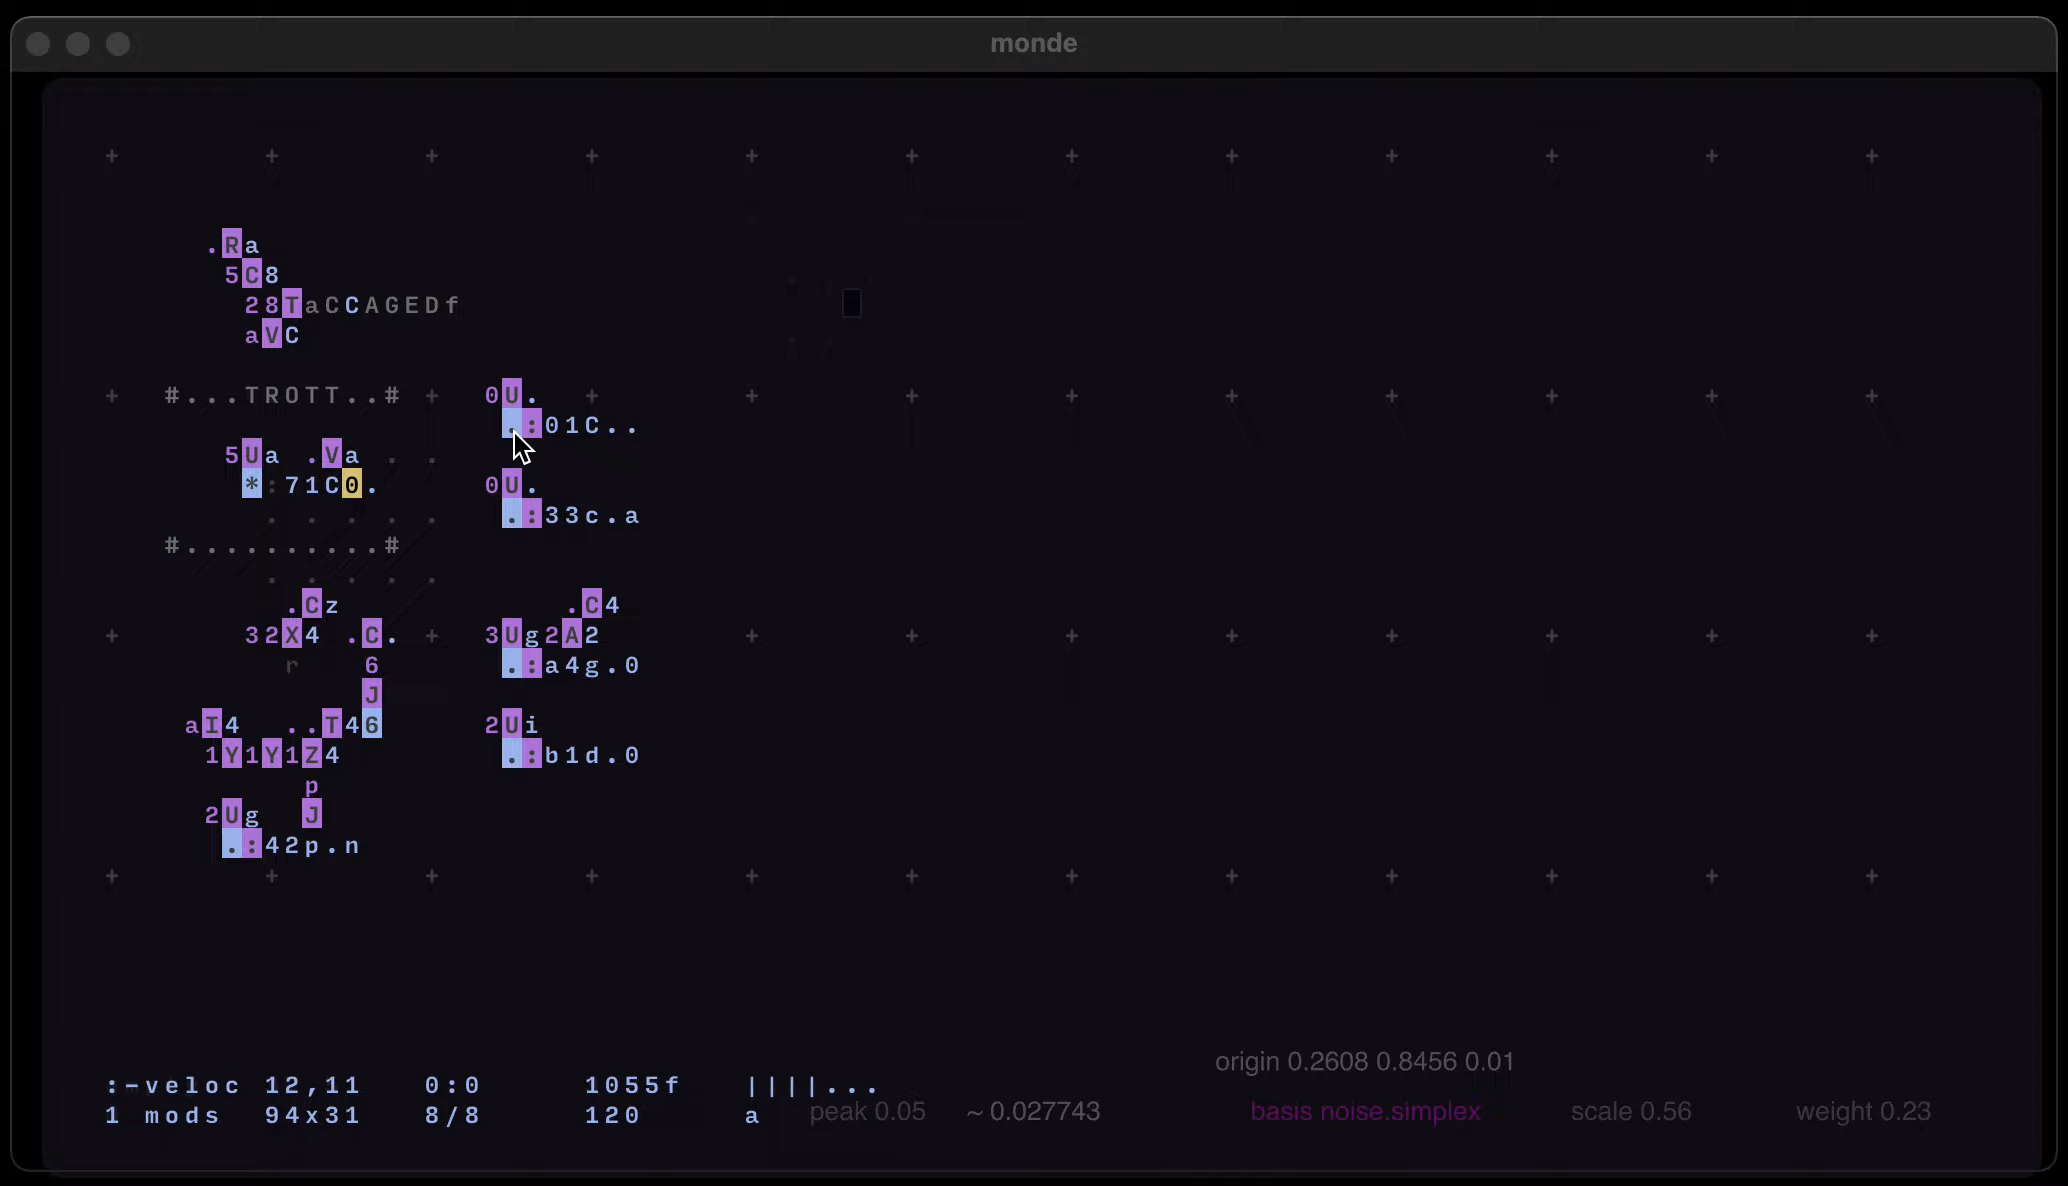 monde
.Ra
5C8
28TaCCAGEDf
aVC
#...TROTT..# 0U.
.:01C..
5Ua .Va . .
*:71C0. 0U.
.:33c.a
#..........#
.Cz .C4
32X4 .C. 3Ug2A2
r 6 .:a4g.0
J
aI4 ..T46 2Ui
1Y1Y1Z4 .:b1d.0
p
2Ug J
.:42p.n
origin 0.2608 0.8456 0.01
:-veloc 12,11 0:0 1055f ||||...
1 mods 94x31 8/8 120 a peak 0.05 ~0.027743 basis noise.simplex scale 0.56 weight 0.23